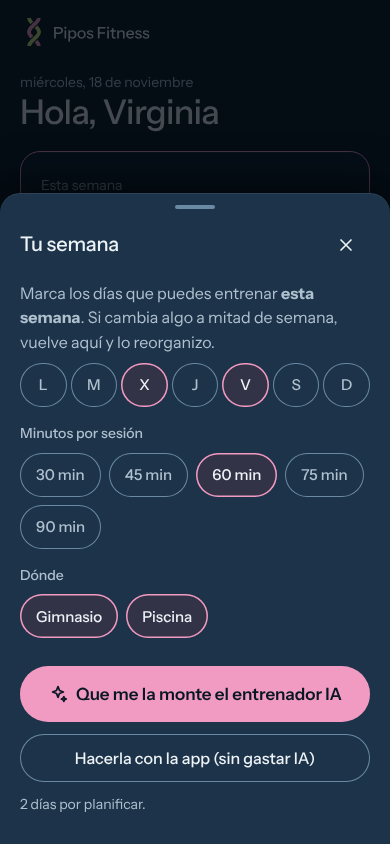 Pipos Fitness
miércoles, 18 de noviembre
Hola, Virginia
Esta semana
Tu semana
Marca los días que puedes entrenar esta
semana. Si cambia algo a mitad de semana,
vuelve aquí y lo reorganizo.
L M X J V S D
Minutos por sesión
30 min 45 min 60 min 75 min
90 min
Dónde
Gimnasio Piscina
Que me la monte el entrenador IA
Hacerla con la app (sin gastar IA)
2 días por planificar.